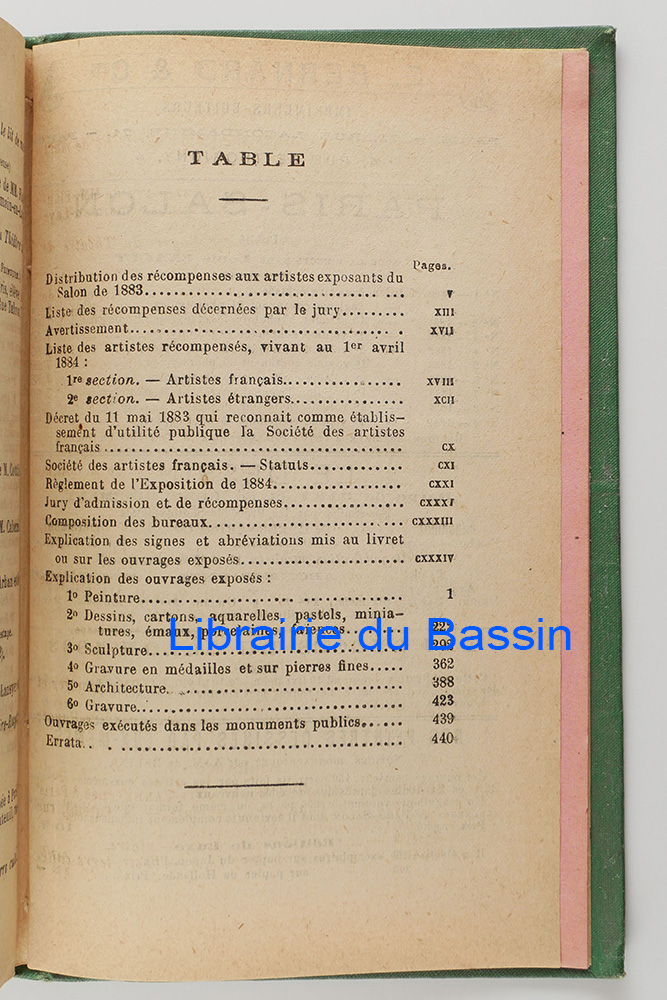 TABLE
Pages.
Distribution des récompenses aux artistes exposants du
Salon de 1883........ V
Liste des récompenses décernées par le jury........ XIII
Avertissement........ XVII
Liste des artistes récompensés, vivant au 1er avril
1884 :
1re section. — Artistes français........ XVIII
2e section. — Artistes étrangers........ XCII
Décret du 11 mai 1883 qui reconnait comme établis-
sement d'utilité publique la Société des artistes
français........ CX
Société des artistes français. — Statuts........ CXI
Règlement de l'Exposition de 1884........ CXXI
Jury d'admission et de récompenses........ CXXXI
Composition des bureaux........ CXXXIII
Explication des signes et abréviations mis au livret
ou sur les ouvrages exposés........ CXXXIV
Explication des ouvrages exposés :
1º Peinture........ 1
2º Dessins, cartons, aquarelles, pastels, minia-
tures, émaux, porcelaines, faïences........
Librairie du Bassin
3º Sculpture........
4º Gravure en médailles et sur pierres fines..... 362
5º Architecture........ 388
6º Gravure........ 423
Ouvrages exécutés dans les monuments publics...... 439
Errata........ 440